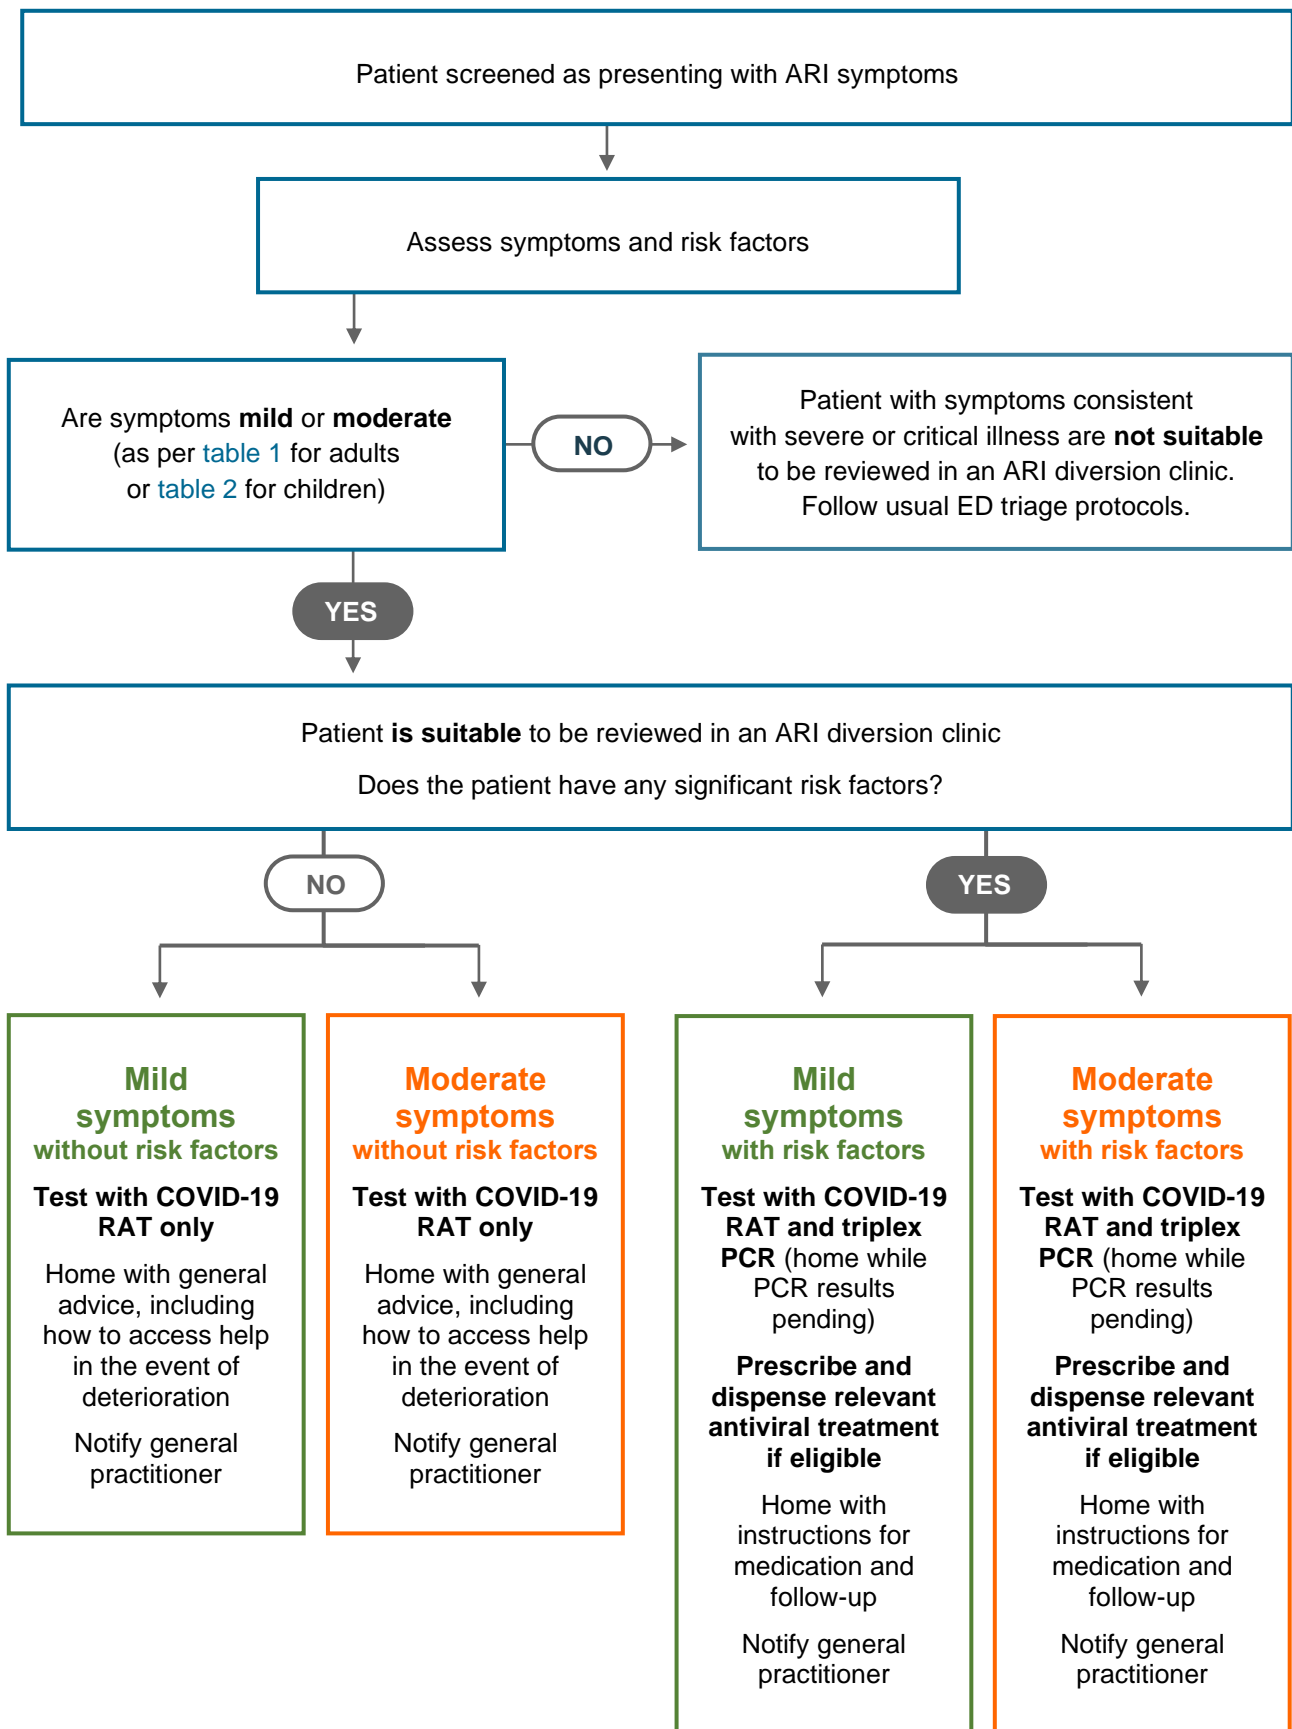 Patient screened as presenting with ARI symptoms
Assess symptoms and risk factors
Are symptoms mild or moderate
(as per table 1 for adults
or table 2 for children)
NO
Patient with symptoms consistent
with severe or critical illness are not suitable
to be reviewed in an ARI diversion clinic.
Follow usual ED triage protocols.
YES
Patient is suitable to be reviewed in an ARI diversion clinic
Does the patient have any significant risk factors?
NO
YES
Mild
symptoms
without risk factors
Test with COVID-19
RAT only
Home with general
advice, including
how to access help
in the event of
deterioration
Notify general
practitioner
Moderate
symptoms
without risk factors
Test with COVID-19
RAT only
Home with general
advice, including
how to access help
in the event of
deterioration
Notify general
practitioner
Mild
symptoms
with risk factors
Test with COVID-19
RAT and triplex
PCR (home while
PCR results
pending)
Prescribe and
dispense relevant
antiviral treatment
if eligible
Home with
instructions for
medication and
follow-up
Notify general
practitioner
Moderate
symptoms
with risk factors
Test with COVID-19
RAT and triplex
PCR (home while
PCR results
pending)
Prescribe and
dispense relevant
antiviral treatment
if eligible
Home with
instructions for
medication and
follow-up
Notify general
practitioner